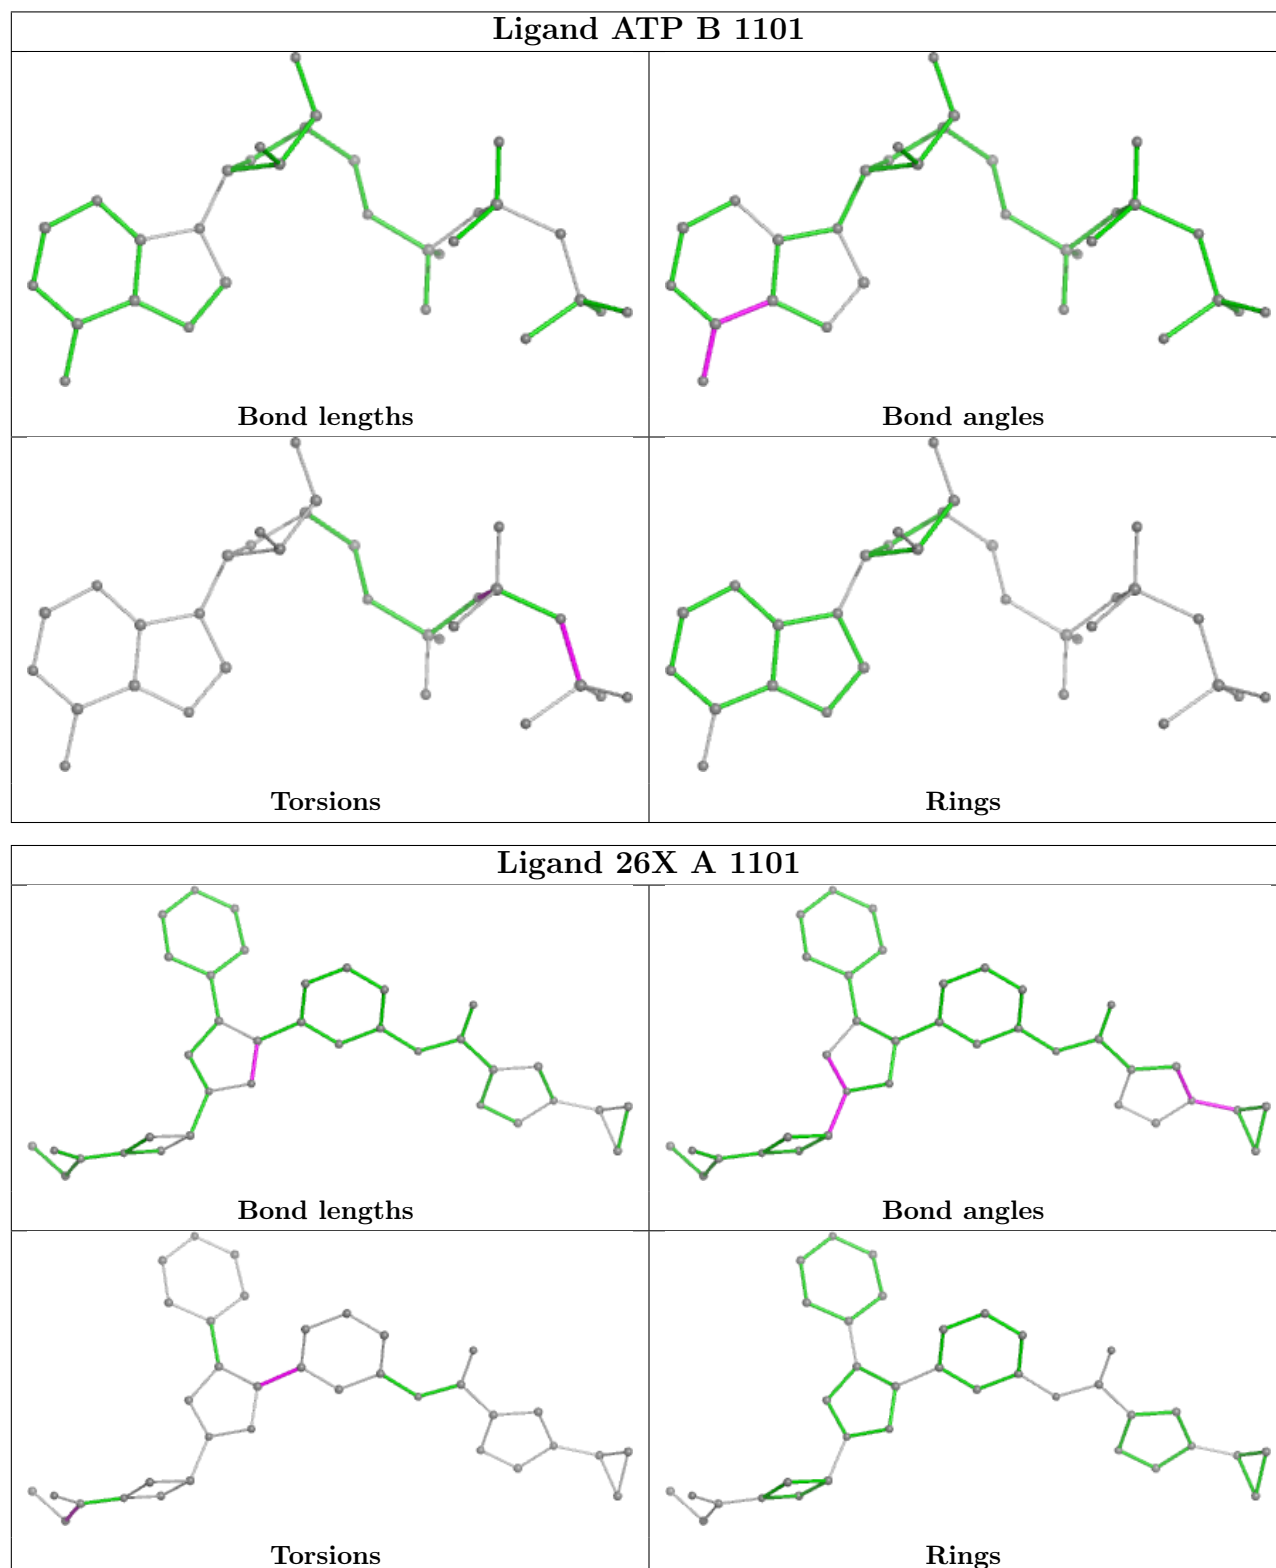 Ligand ATP B 1101
Bond lengths
Bond angles
Torsions
Rings
Ligand 26X A 1101
Bond lengths
Bond angles
Torsions
Rings